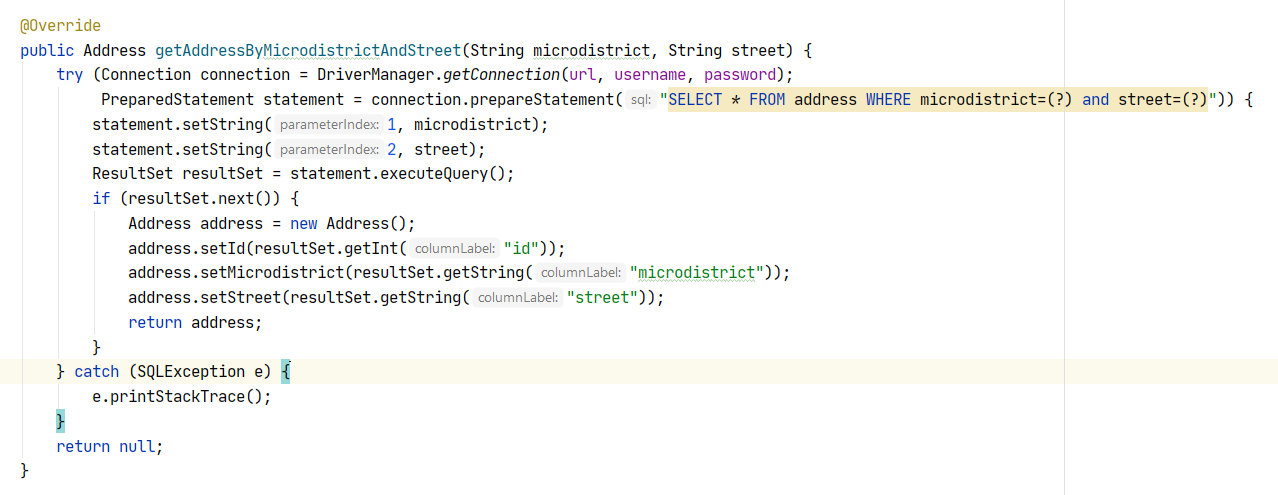 @Override
public Address getAddressByMicrodistrictAndStreet(String microdistrict, String street) {
    try (Connection connection = DriverManager.getConnection(url, username, password);
         PreparedStatement statement = connection.prepareStatement( sql: "SELECT * FROM address WHERE microdistrict=(?) and street=(?)")) {
        statement.setString( parameterIndex: 1, microdistrict);
        statement.setString( parameterIndex: 2, street);
        ResultSet resultSet = statement.executeQuery();
        if (resultSet.next()) {
            Address address = new Address();
            address.setId(resultSet.getInt( columnLabel: "id"));
            address.setMicrodistrict(resultSet.getString( columnLabel: "microdistrict"));
            address.setStreet(resultSet.getString( columnLabel: "street"));
            return address;
        }
    } catch (SQLException e) {
        e.printStackTrace();
    }
    return null;
}